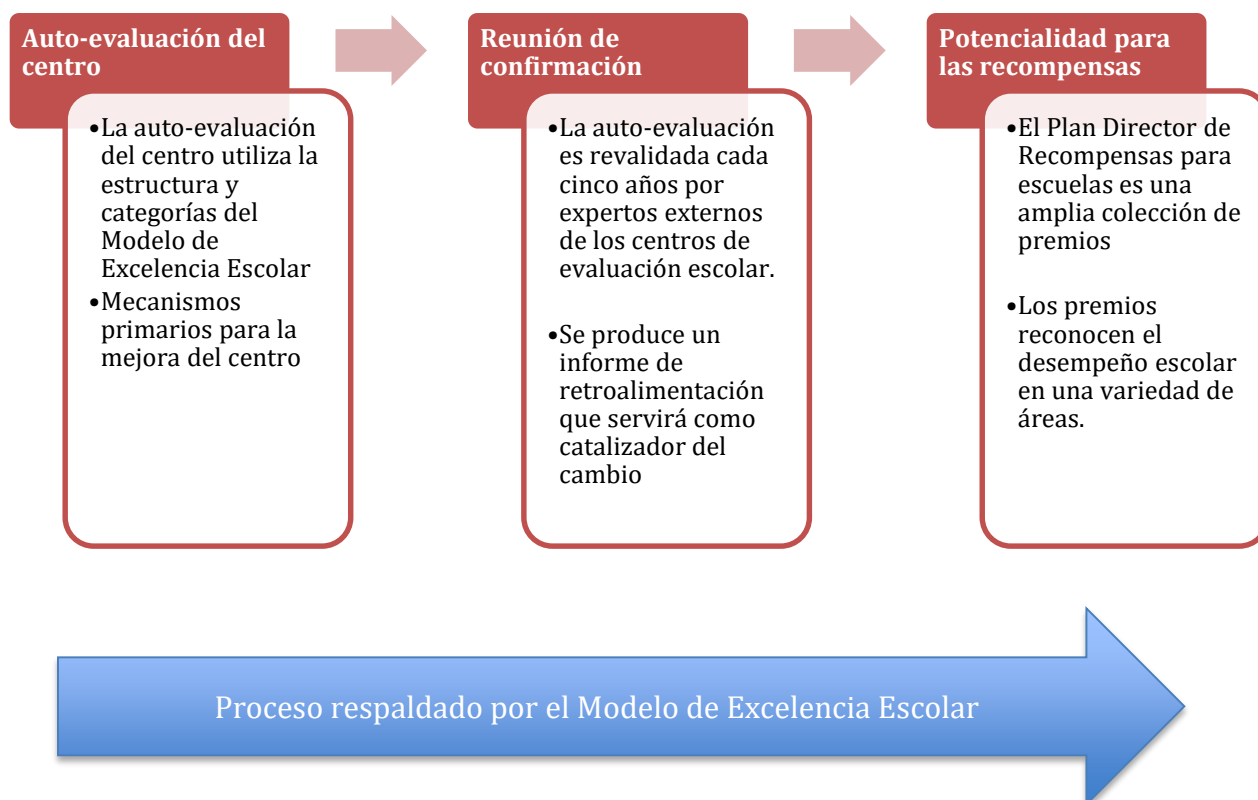 Auto-evaluación del
centro
•La auto-evaluación
del centro utiliza la
estructura y
categorías del
Modelo de
Excelencia Escolar
•Mecanismos
primarios para la
mejora del centro
Reunión de
confirmación
•La auto-evaluación
es revalidada cada
cinco años por
expertos externos
de los centros de
evaluación escolar.
•Se produce un
informe de
retroalimentación
que servirá como
catalizador del
cambio
Potencialidad para
las recompensas
•El Plan Director de
Recompensas para
escuelas es una
amplia colección de
premios
•Los premios
reconocen el
desempeño escolar
en una variedad de
áreas.
Proceso respaldado por el Modelo de Excelencia Escolar